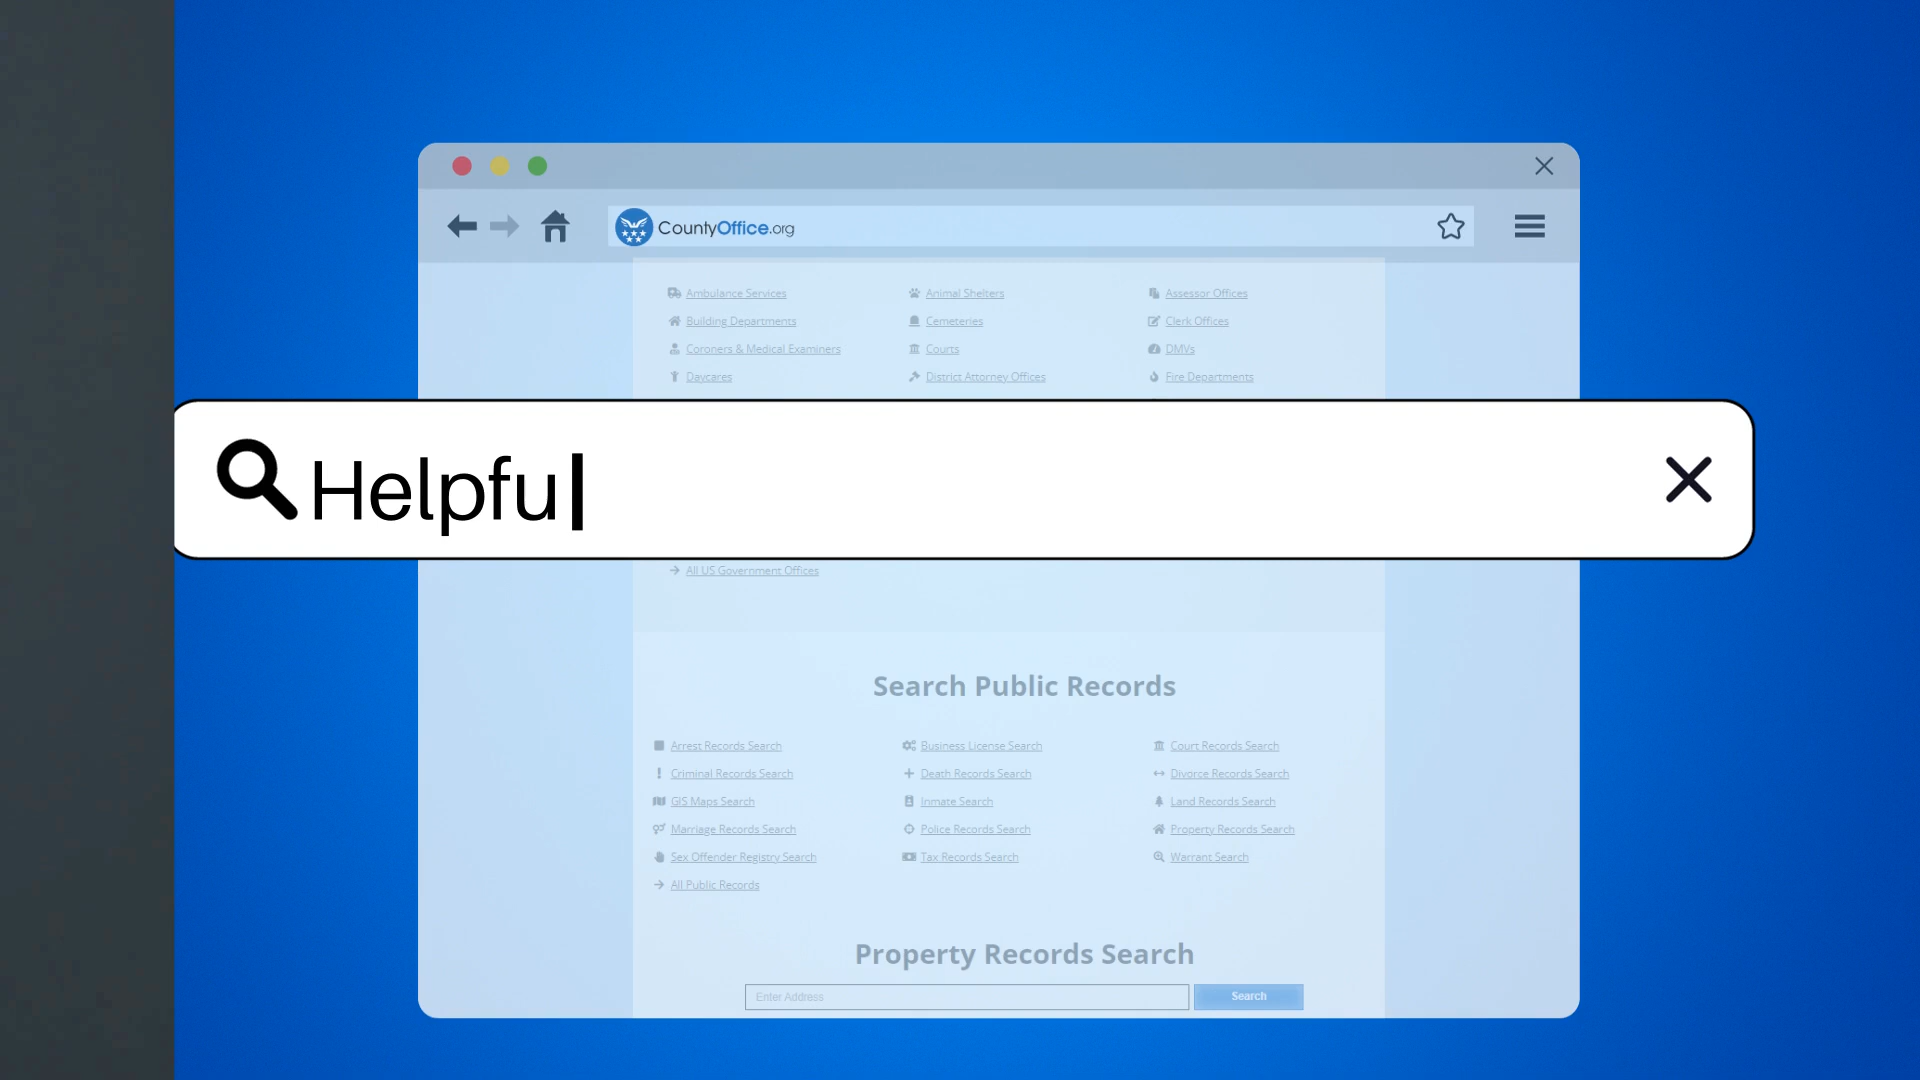 CountyOffice.org
Ambulance Services
Animal Shelters
Assessor Offices
Building Departments
Cemeteries
Clerk Offices
Coroners & Medical Examiners
Courts
DMVs
Daycares
District Attorney Offices
Fire Departments
Helpfu
All US Government Offices
Search Public Records
Arrest Records Search
Business License Search
Court Records Search
Criminal Records Search
Death Records Search
Divorce Records Search
GIS Maps Search
Inmate Search
Land Records Search
Marriage Records Search
Police Records Search
Property Records Search
Sex Offender Registry Search
Tax Records Search
Warrant Search
All Public Records
Property Records Search
Enter Address
Search